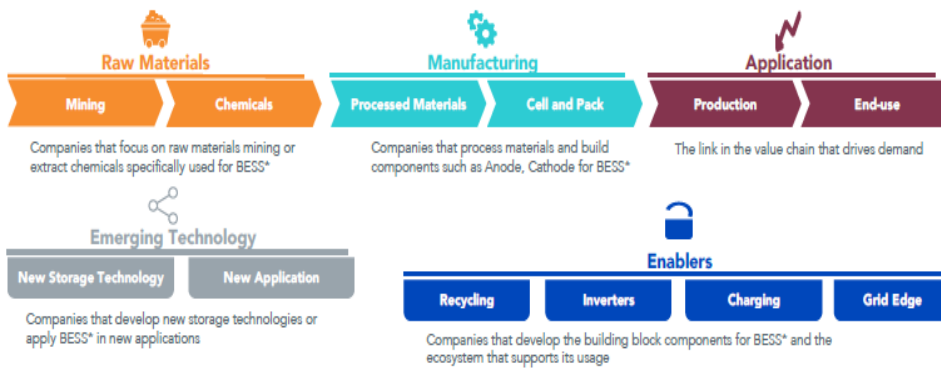 Raw Materials
Mining
Chemicals
Companies that focus on raw materials mining or
extract chemicals specifically used for BESS*
Manufacturing
Processed Materials
Cell and Pack
Companies that process materials and build
components such as Anode, Cathode for BESS*
Application
Production
End-use
The link in the value chain that drives demand
Emerging Technology
New Storage Technology
New Application
Companies that develop new storage technologies or
apply BESS* in new applications
Enablers
Recycling
Inverters
Charging
Grid Edge
Companies that develop the building block components for BESS* and the
ecosystem that supports its usage